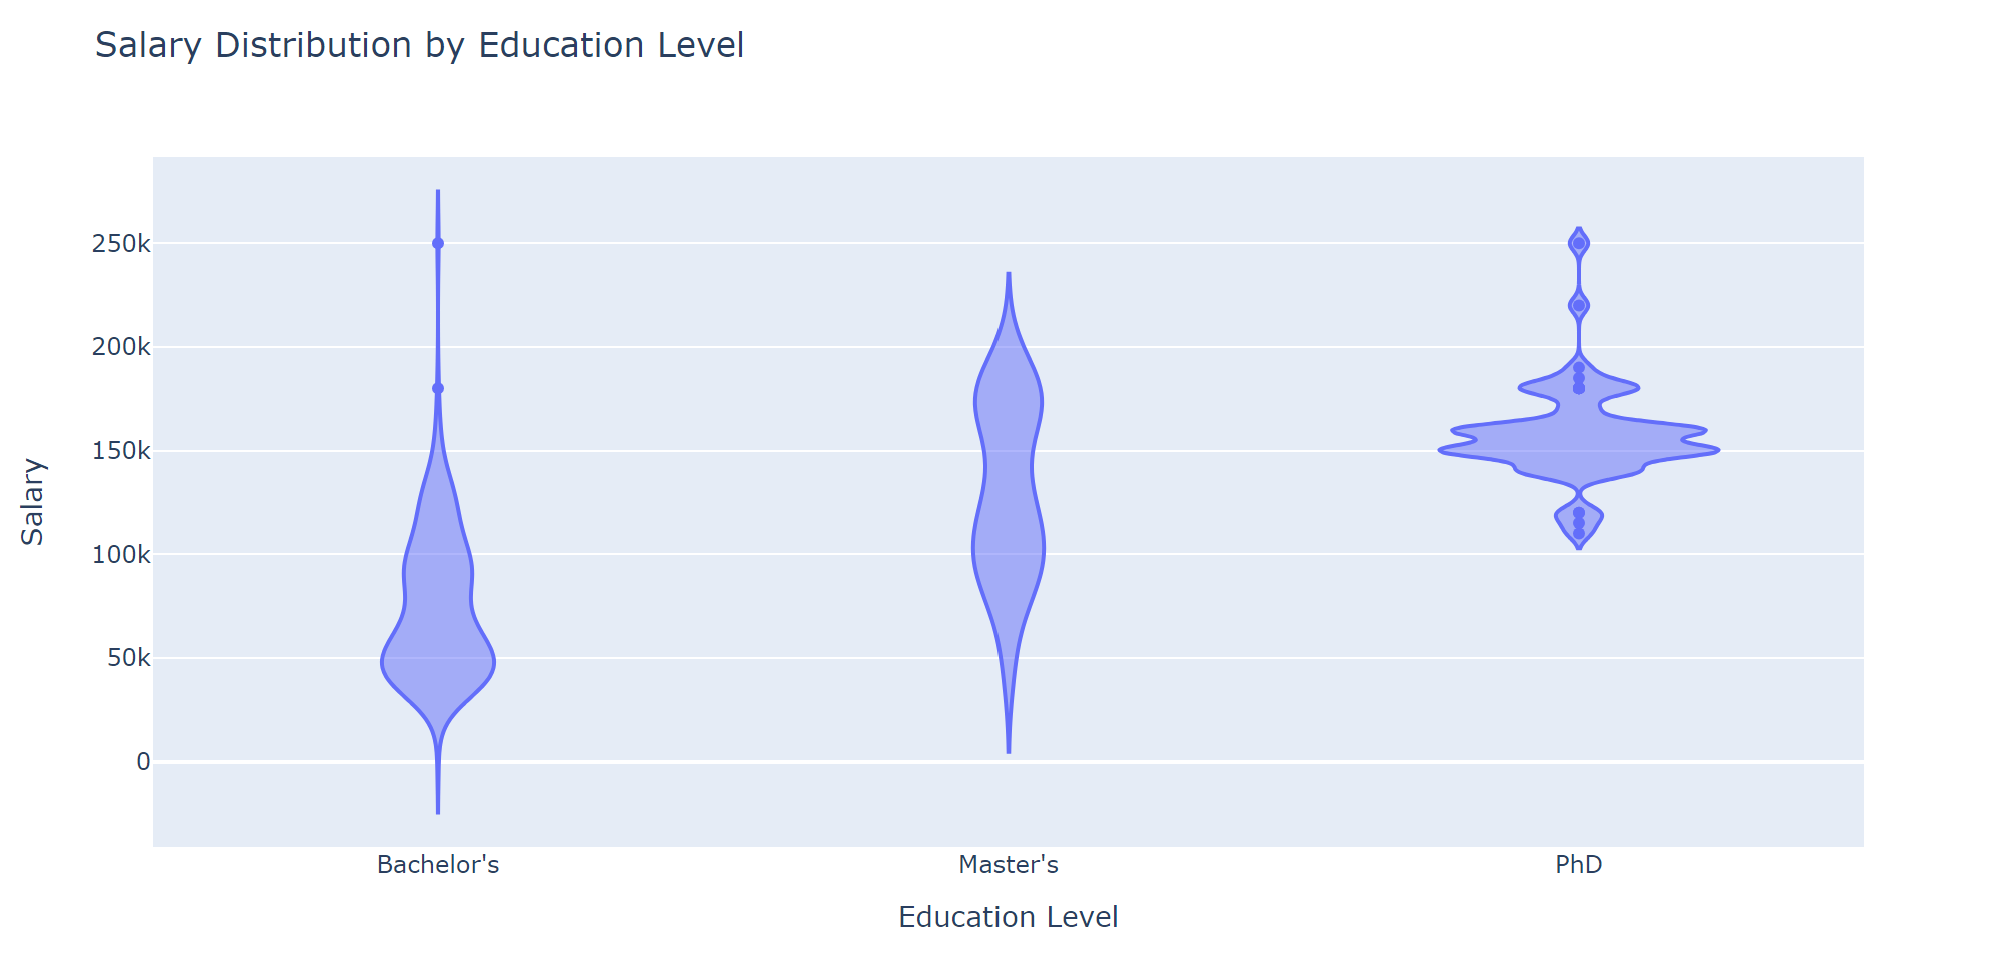 Salary Distribution by Education Level
250k
200k
150k
100k
50k
0
Salary
Bachelor's
Master's
PhD
Education Level